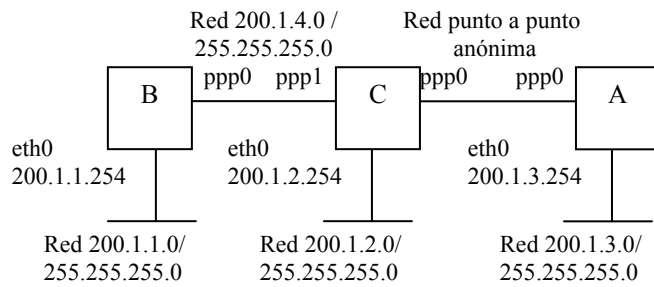 Red 200.1.4.0 /
255.255.255.0
Red punto a punto
anónima
ppp0
ppp1
ppp0
ppp0
B
C
A
eth0
200.1.1.254
eth0
200.1.2.254
eth0
200.1.3.254
Red 200.1.1.0/
255.255.255.0
Red 200.1.2.0/
255.255.255.0
Red 200.1.3.0/
255.255.255.0